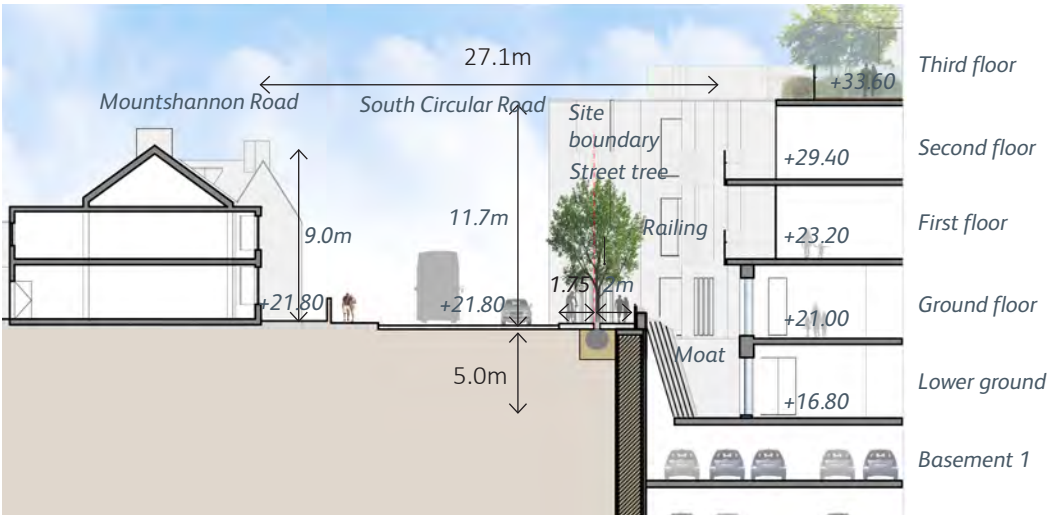 27.1m
Third floor
+33.60
Mountshannon Road
South Circular Road
Site
boundary
Street tree
+29.40
Second floor
11.7m
9.0m
Railing
+23.20
First floor
1.75
2m
+21.80
+21.80
+21.00
Ground floor
Moat
5.0m
+16.80
Lower ground
Basement 1